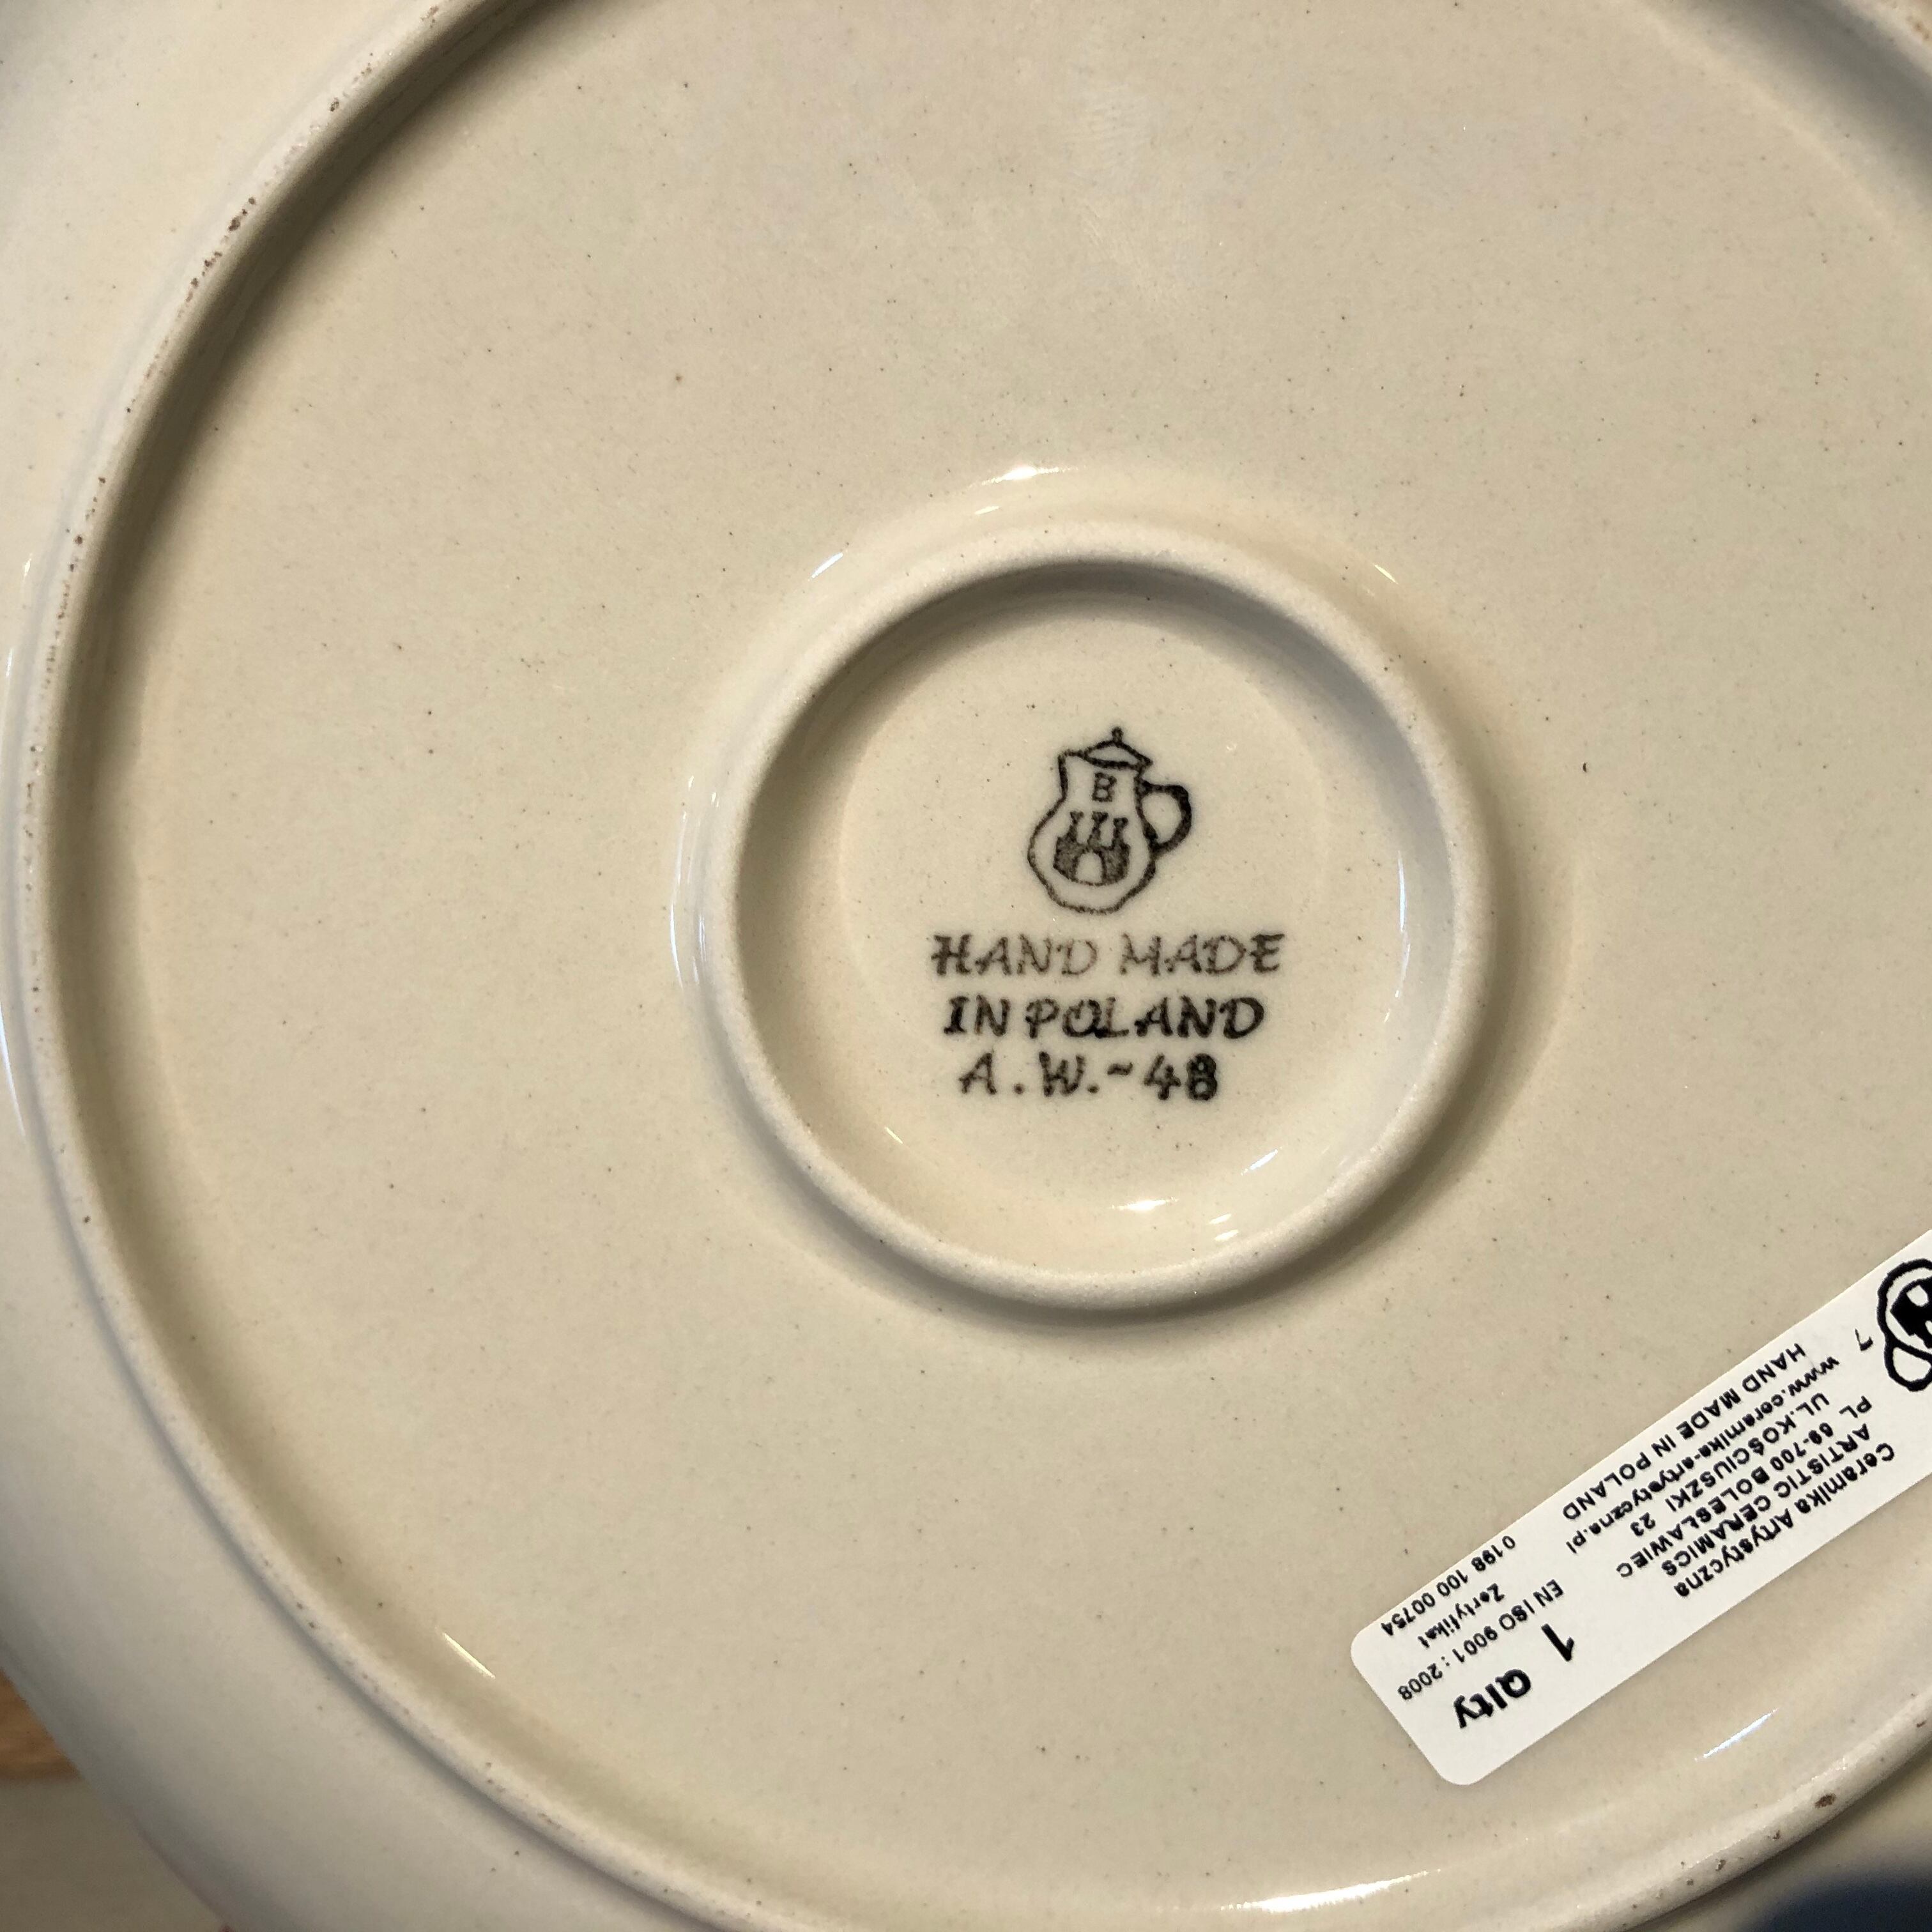 B
HAND MADE
IN POLAND
A.W.-48
Ceramika Artystyczna
ARTISTIC CERAMICS
PL 59-700 BOLESŁAWIEC
UL.KOŚCIUSZKI 23
www.ceramika-artystyczna.pl
HAND MADE IN POLAND
7
1 Qlty
EN ISO 9001 : 2008
Zertyfikat
0198 100 00754